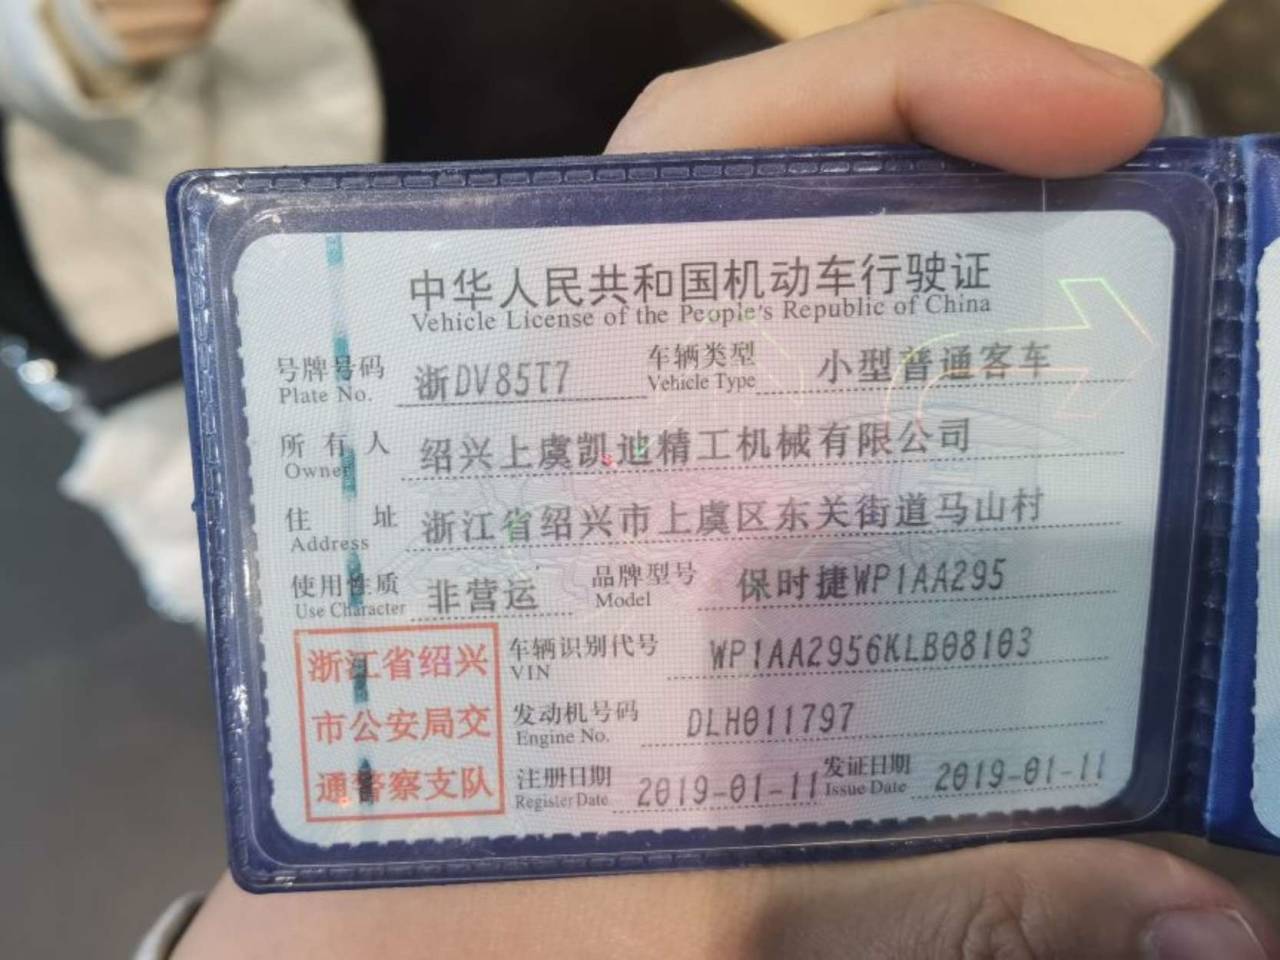 中华人民共和国机动车行驶证
Vehicle License of the People's Republic of China
号牌号码 浙DV85T7 车辆类型 小型普通客车
Plate No. Vehicle Type
所有人 绍兴上虞凯迪精工机械有限公司
Owner
住址 浙江省绍兴市上虞区东关街道马山村
Address
使用性质 非营运 品牌型号 保时捷WP1AA295
Use Character Model
浙江省绍兴
市公安局交
通警察支队
车辆识别代号 WP1AA2956KLB08103
VIN
发动机号码 DLH011797
Engine No.
注册日期 2019-01-11 发证日期 2019-01-11
Register Date Issue Date